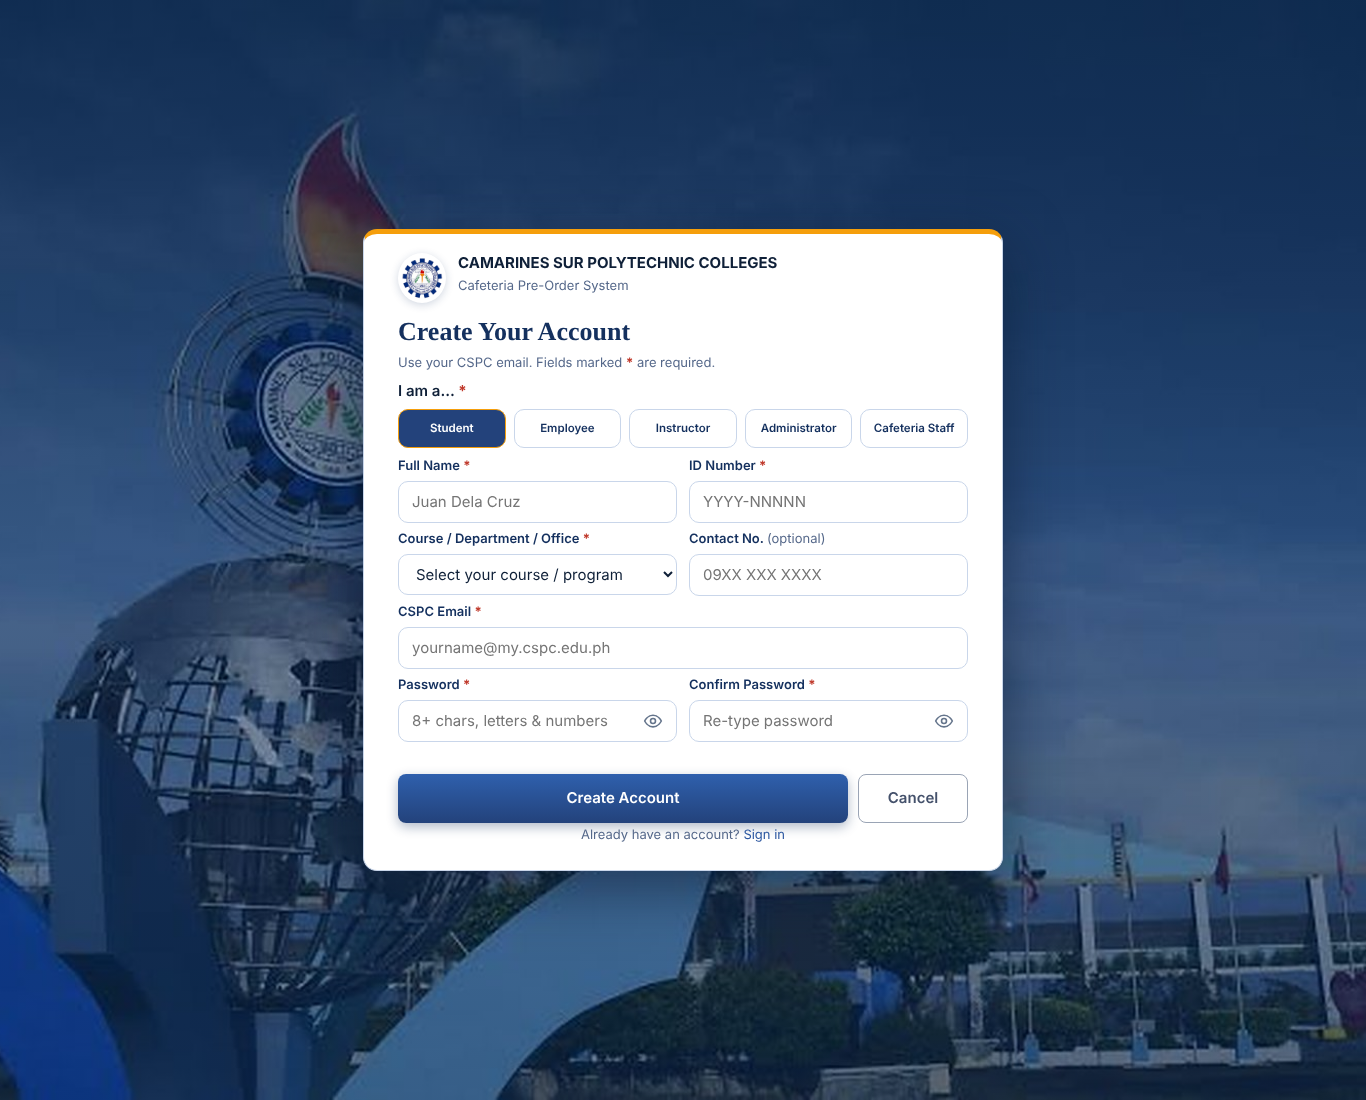 CAMARINES SUR POLYTECHNIC COLLEGES
Cafeteria Pre-Order System
Create Your Account
Use your CSPC email. Fields marked * are required.
I am a... *
Student Employee Instructor Administrator Cafeteria Staff
Full Name * ID Number *
Juan Dela Cruz YYYY-NNNNN
Course / Department / Office * Contact No. (optional)
Select your course / program 09XX XXX XXXX
CSPC Email *
yourname@my.cspc.edu.ph
Password * Confirm Password *
8+ chars, letters & numbers Re-type password
Create Account Cancel
Already have an account? Sign in